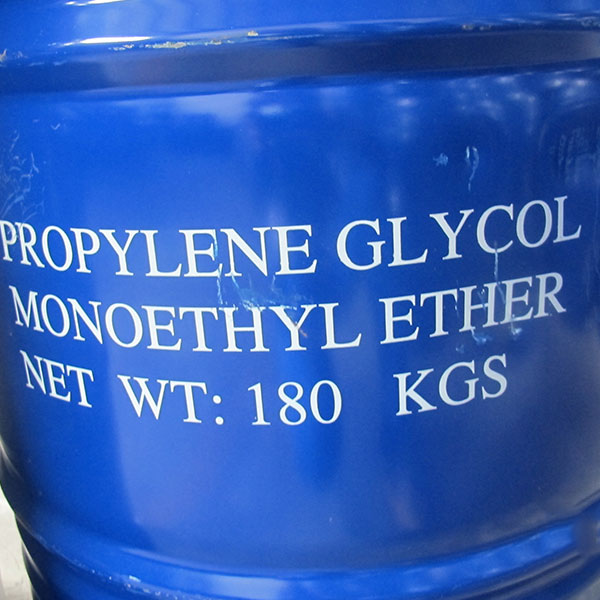 PROPYLENE GLYCOL
MONOETHYL ETHER
NET WT: 180 KGS